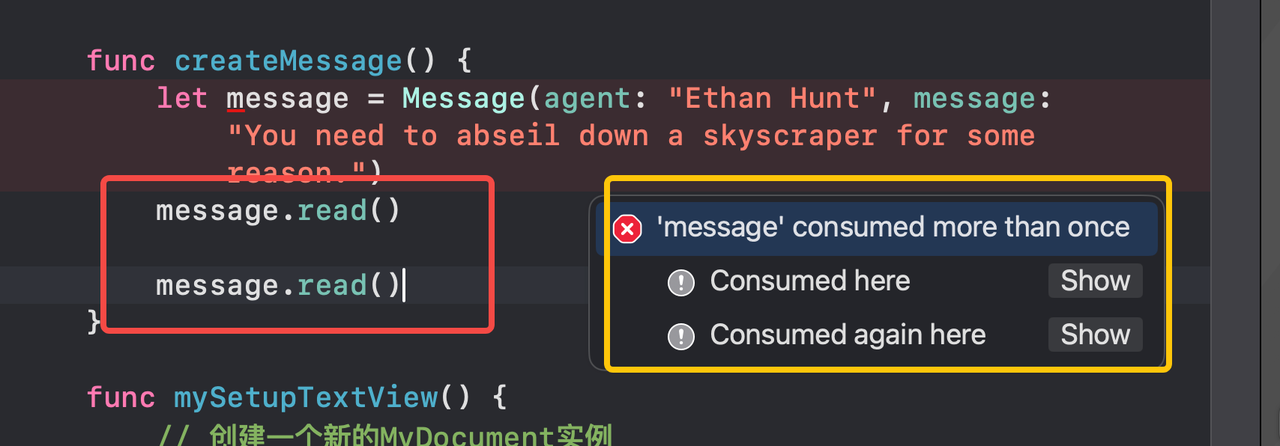 func createMessage() {
let message = Message(agent: "Ethan Hunt", message:
"You need to abseil down a skyscraper for some
reason.")
message.read()
'message' consumed more than once
Consumed here Show
message.read()
Consumed again here Show
}
func mySetupTextView() {
// 创建一个新的MyDocument实例